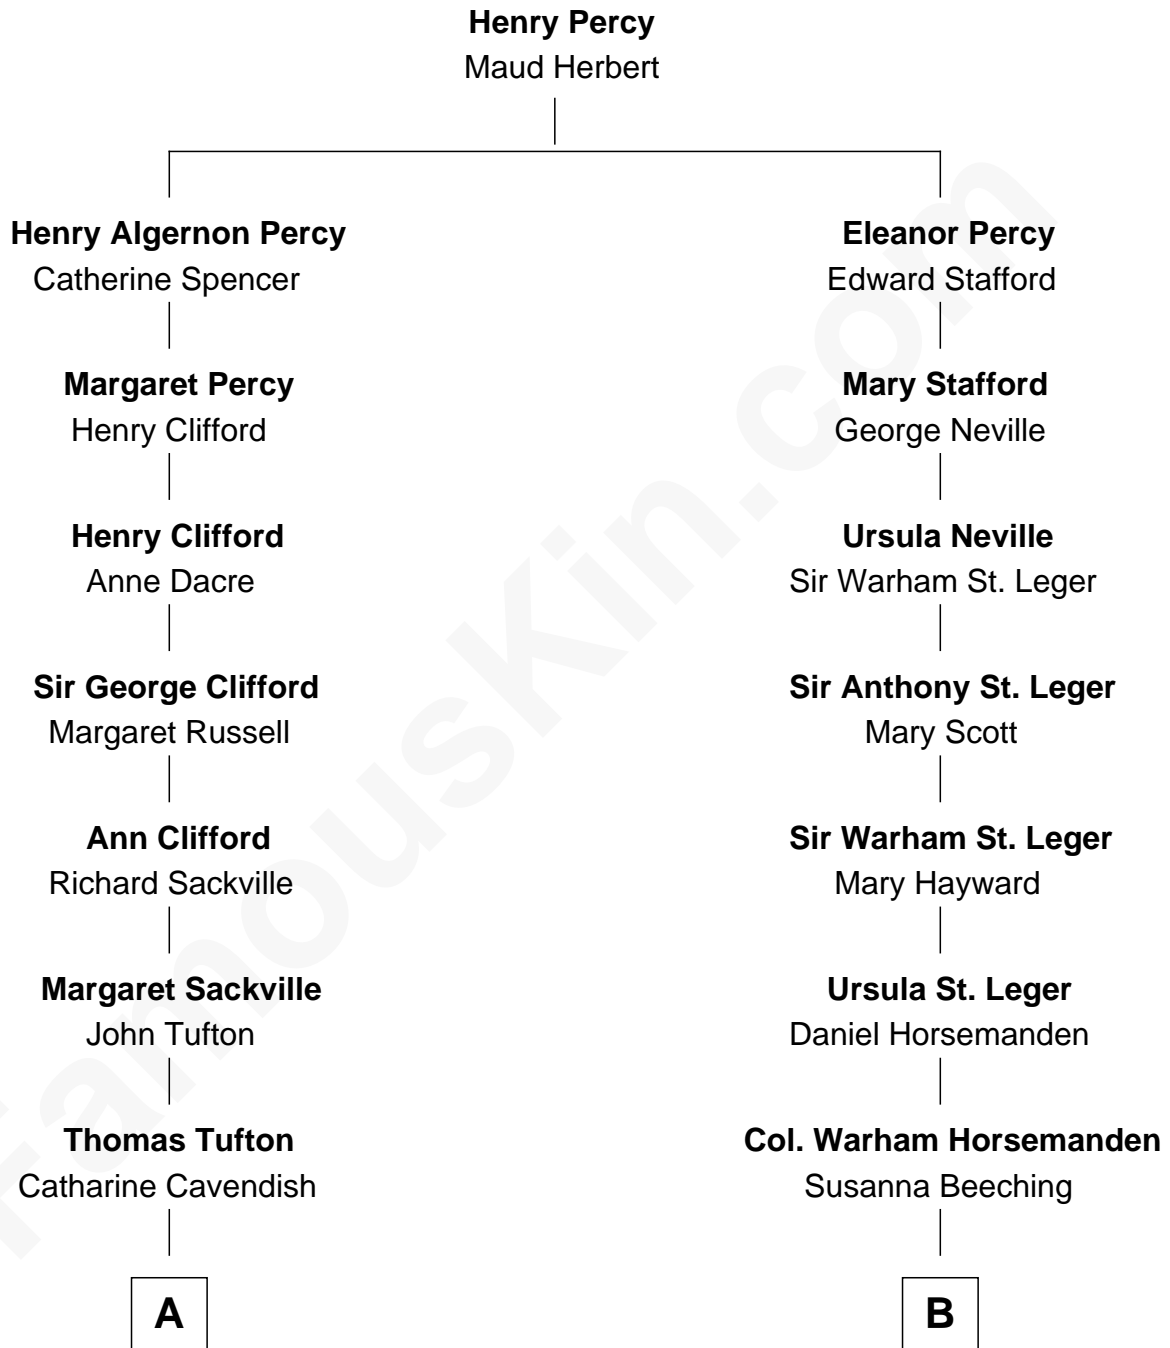 Henry Percy
Maud Herbert
Henry Algernon Percy
Catherine Spencer
Eleanor Percy
Edward Stafford
Margaret Percy
Henry Clifford
Mary Stafford
George Neville
Henry Clifford
Anne Dacre
Ursula Neville
Sir Warham St. Leger
Sir George Clifford
Margaret Russell
Sir Anthony St. Leger
Mary Scott
Ann Clifford
Richard Sackville
Sir Warham St. Leger
Mary Hayward
Margaret Sackville
John Tufton
Ursula St. Leger
Daniel Horsemanden
Thomas Tufton
Catharine Cavendish
Col. Warham Horsemanden
Susanna Beeching
A
B
FamousKin.com